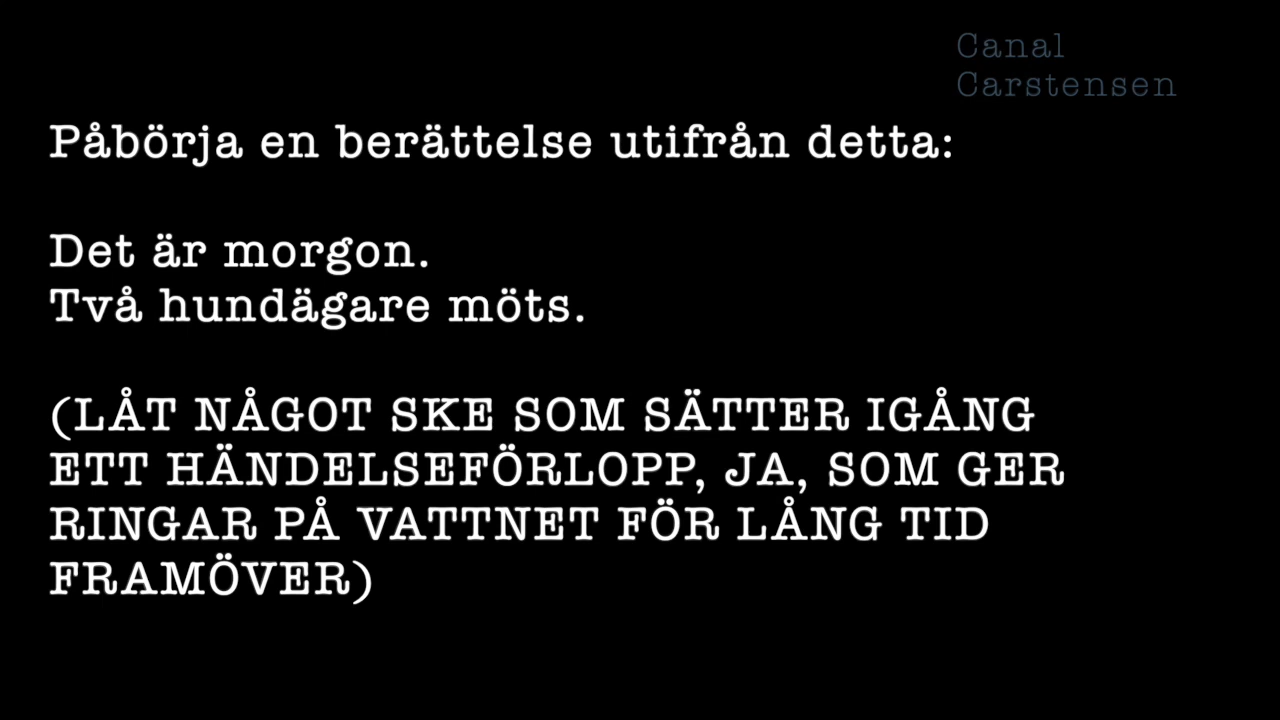 Canal
Carstensen
Påbörja en berättelse utifrån detta:
Det är morgon.
Två hundägare möts.
(LÅT NÅGOT SKE SOM SÄTTER IGÅNG
ETT HÄNDELSEFÖRLOPP, JA, SOM GER
RINGAR PÅ VATTNET FÖR LÅNG TID
FRAMÖVER)